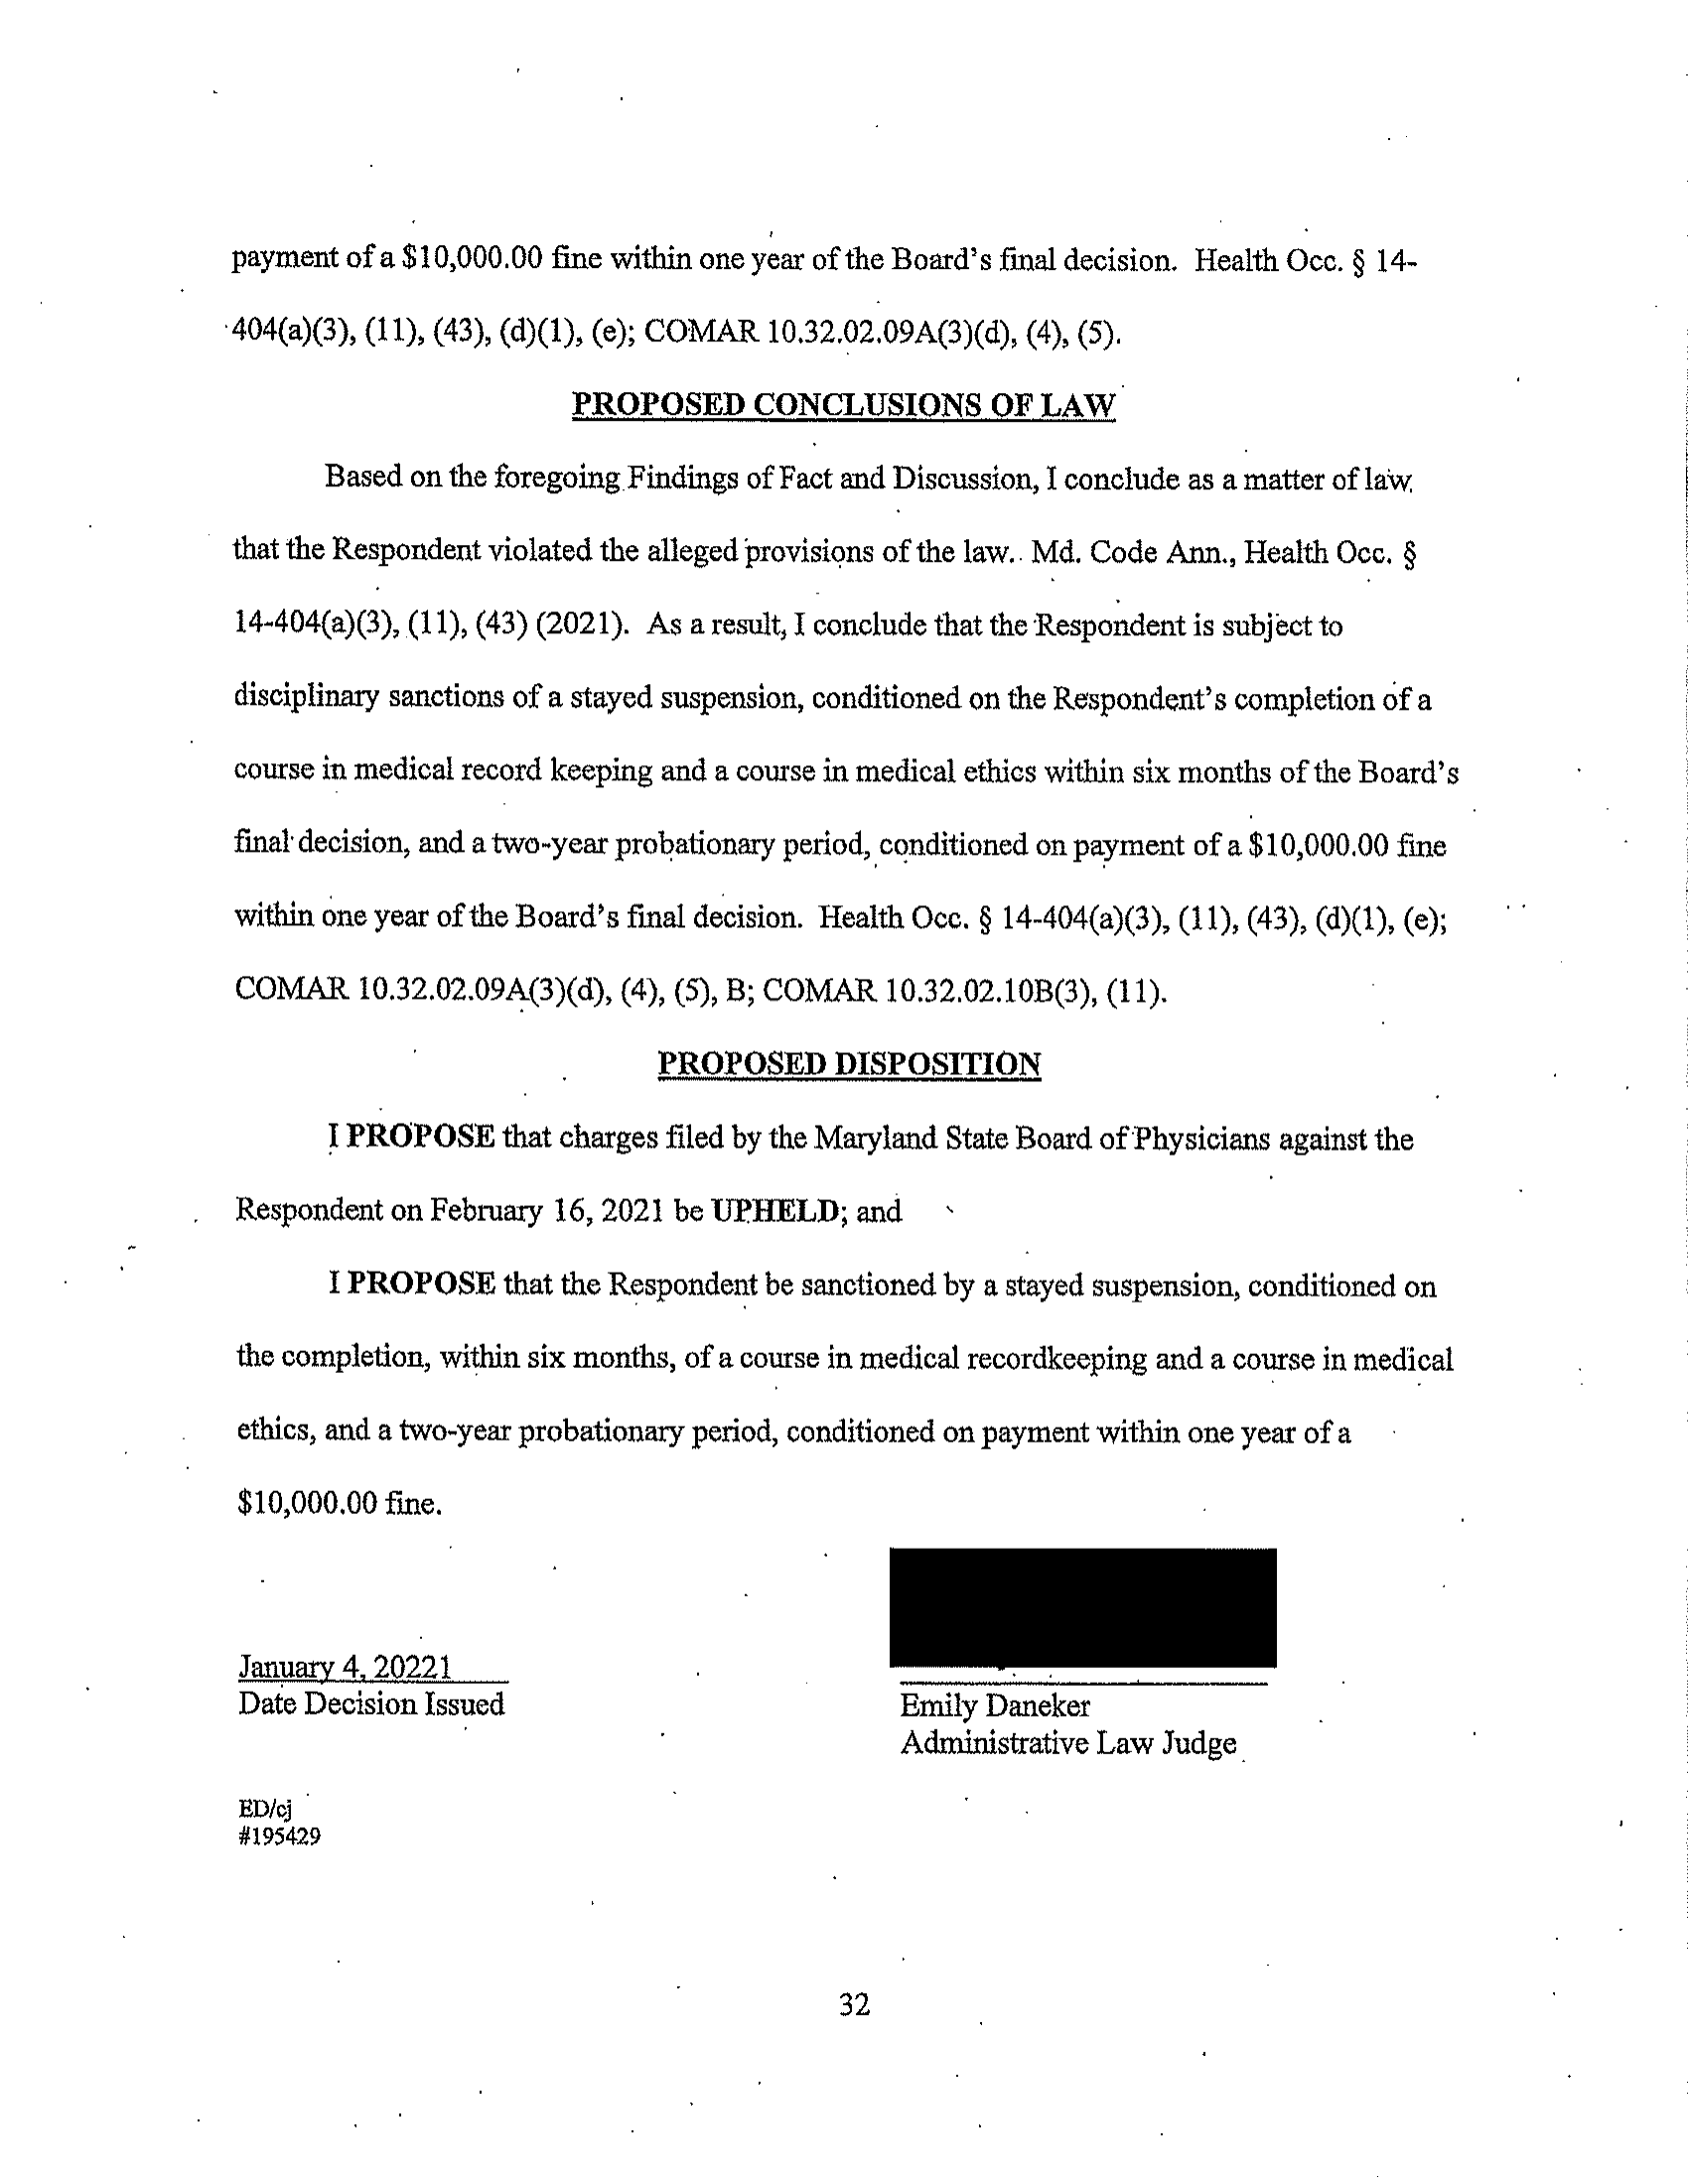 payment of a $10,000.00 fine within one year of the Board's final decision. Health Occ. § 14-
404(a)(3), (11), (43), (d)(1), (e); COMAR 10.32.02.09A(3)(d), (4), (5).
PROPOSED CONCLUSIONS OF LAW
Based on the foregoing Findings of Fact and Discussion, I conclude as a matter of law
that the Respondent violated the alleged provisions of the law. Md. Code Ann., Health Occ. §
14-404(a)(3), (11), (43) (2021). As a result, I conclude that the Respondent is subject to
disciplinary sanctions of a stayed suspension, conditioned on the Respondent's completion of a
course in medical record keeping and a course in medical ethics within six months of the Board's
final decision, and a two-year probationary period, conditioned on payment of a $10,000.00 fine
within one year of the Board's final decision. Health Occ. § 14-404(a)(3), (11), (43), (d)(1), (e);
COMAR 10.32.02.09A(3)(d), (4), (5), B; COMAR 10.32.02.10B(3), (11).
PROPOSED DISPOSITION
I PROPOSE that charges filed by the Maryland State Board of Physicians against the
Respondent on February 16, 2021 be UPHELD; and
I PROPOSE that the Respondent be sanctioned by a stayed suspension, conditioned on
the completion, within six months, of a course in medical recordkeeping and a course in medical
ethics, and a two-year probationary period, conditioned on payment within one year of a
$10,000.00 fine.
January 4, 20221
Date Decision Issued
Emily Daneker
Administrative Law Judge
ED/cj
#195429
32